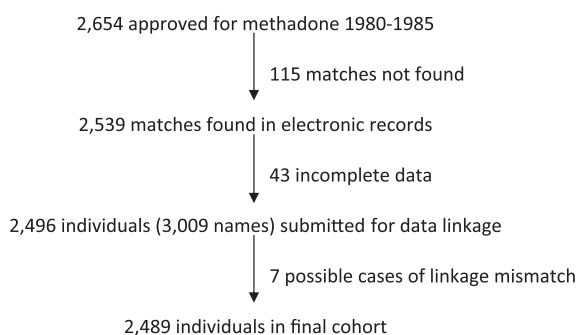 2,654 approved for methadone 1980-1985
115 matches not found
2,539 matches found in electronic records
43 incomplete data
2,496 individuals (3,009 names) submitted for data linkage
7 possible cases of linkage mismatch
2,489 individuals in final cohort